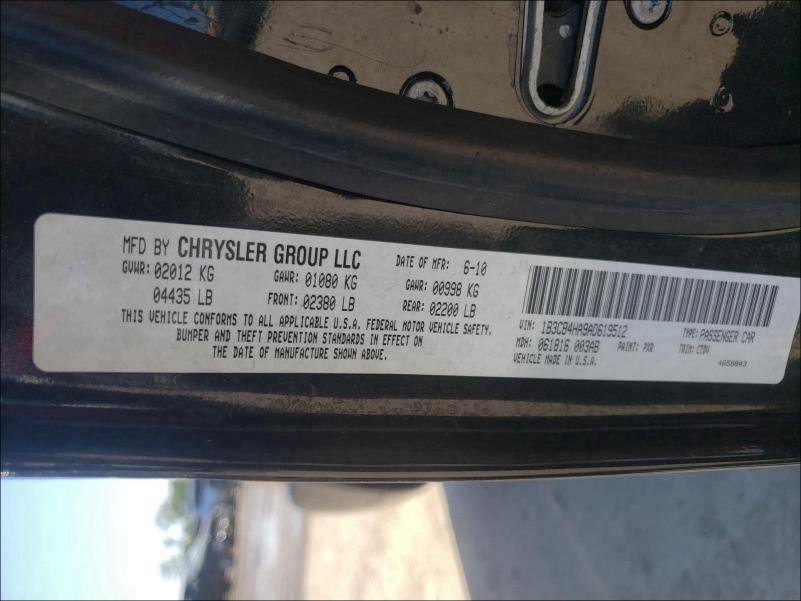 MFD BY CHRYSLER GROUP LLC DATE OF MFR: 6-10
GVWR: 02012 KG GAWR: 01080 KG GAWR: 00998 KG
04435 LB FRONT: 02380 LB REAR: 02200 LB
THIS VEHICLE CONFORMS TO ALL APPLICABLE U.S.A. FEDERAL MOTOR VEHICLE SAFETY,
BUMPER AND THEFT PREVENTION STANDARDS IN EFFECT ON
THE DATE OF MANUFACTURE SHOWN ABOVE.
VIN: 1B3CB4HA9AD619512 TYPE: PASSENGER CAR
MDH: 061816 003AB PAINT: PXR TRIM: C7DV
VEHICLE MADE IN U.S.A. 4658043